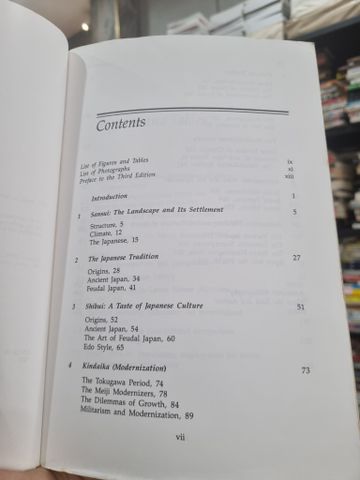 Contents
List of Figures and Tables ix
List of Photographs xi
Preface to the Third Edition xiii
Introduction 1
1 Sansui: The Landscape and Its Settlement 5
Structure, 5
Climate, 12
The Japanese, 15
2 The Japanese Tradition 27
Origins, 28
Ancient Japan, 34
Feudal Japan, 41
3 Shibui: A Taste of Japanese Culture 51
Origins, 52
Ancient Japan, 54
The Art of Feudal Japan, 60
Edo Style, 65
4 Kindaika (Modernization) 73
The Tokugawa Period, 74
The Meiji Modernizers, 78
The Dilemmas of Growth, 84
Militarism and Modernization, 89
vii